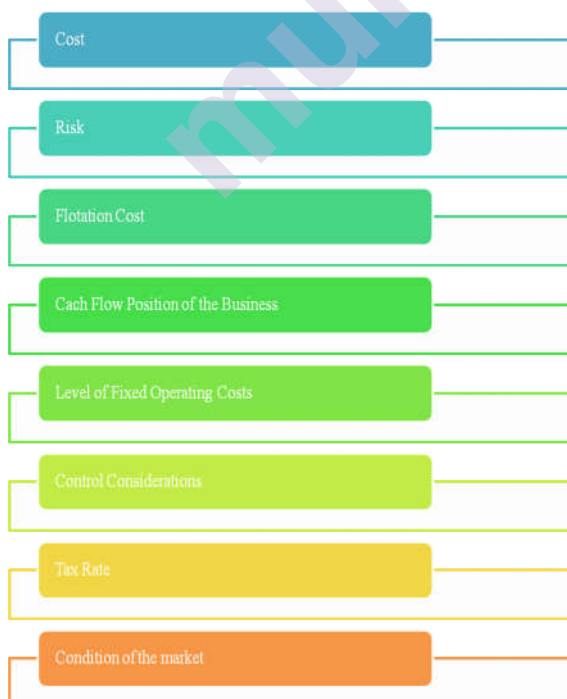 Cost
Risk
Flotation Cost
Cach Flow Position of the Business
Level of Fixed Operating Costs
Control Considerations
Tax Rate
Condition of the market